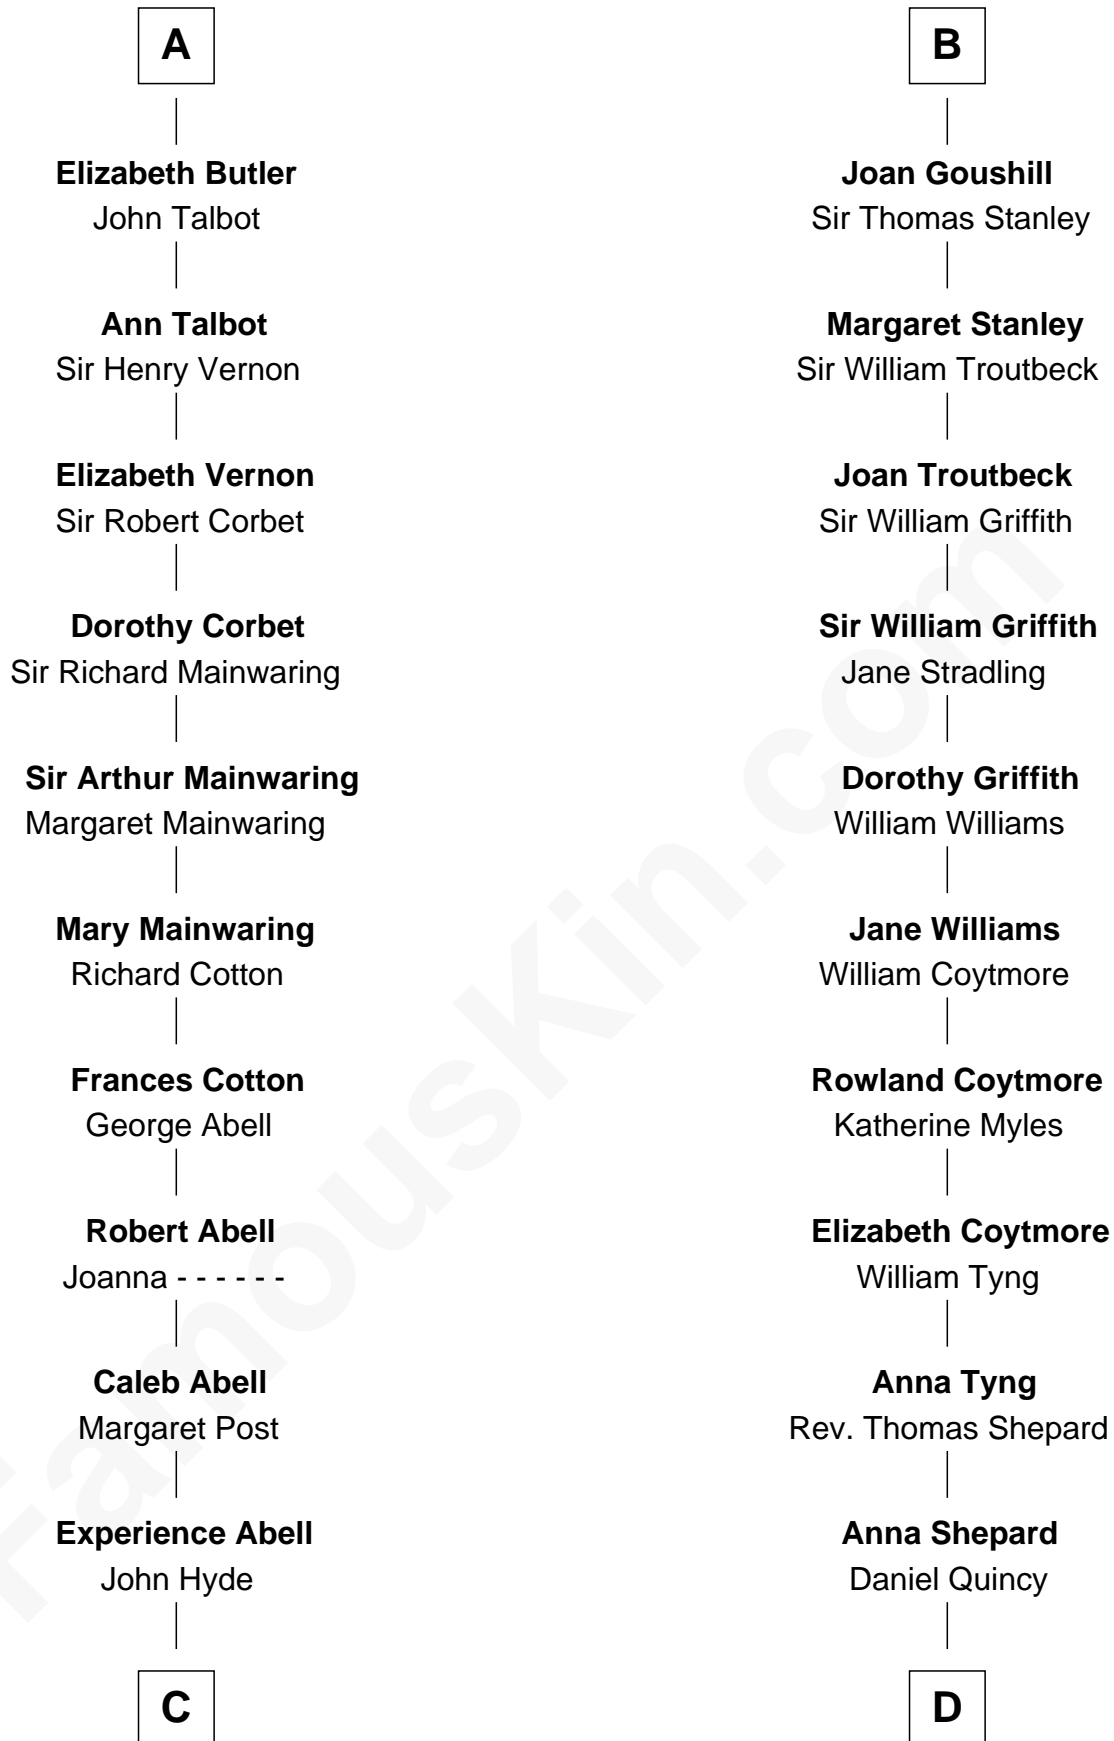 A
Elizabeth Butler
John Talbot
Ann Talbot
Sir Henry Vernon
Elizabeth Vernon
Sir Robert Corbet
Dorothy Corbet
Sir Richard Mainwaring
Sir Arthur Mainwaring
Margaret Mainwaring
Mary Mainwaring
Richard Cotton
Frances Cotton
George Abell
Robert Abell
Joanna - - - - - -
Caleb Abell
Margaret Post
Experience Abell
John Hyde
C
B
Joan Goushill
Sir Thomas Stanley
Margaret Stanley
Sir William Troutbeck
Joan Troutbeck
Sir William Griffith
Sir William Griffith
Jane Stradling
Dorothy Griffith
William Williams
Jane Williams
William Coytmore
Rowland Coytmore
Katherine Myles
Elizabeth Coytmore
William Tyng
Anna Tyng
Rev. Thomas Shepard
Anna Shepard
Daniel Quincy
D
FamousKin.com